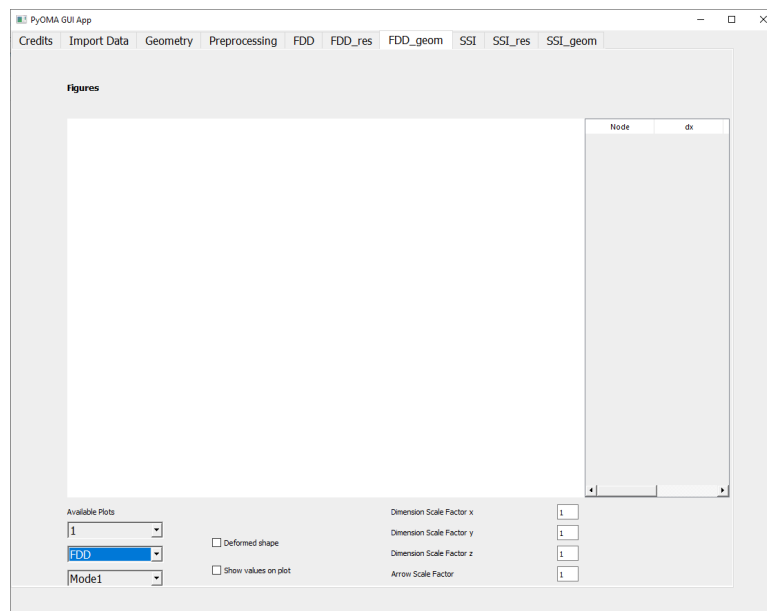 PyOMA GUI App
Credits Import Data Geometry Preprocessing FDD FDD_res FDD_geom SSI SSI_res SSI_geom
Figures
Node dx
Available Plots
1
FDD
Mode1
Deformed shape
Show values on plot
Dimension Scale Factor x 1
Dimension Scale Factor y 1
Dimension Scale Factor z 1
Arrow Scale Factor 1